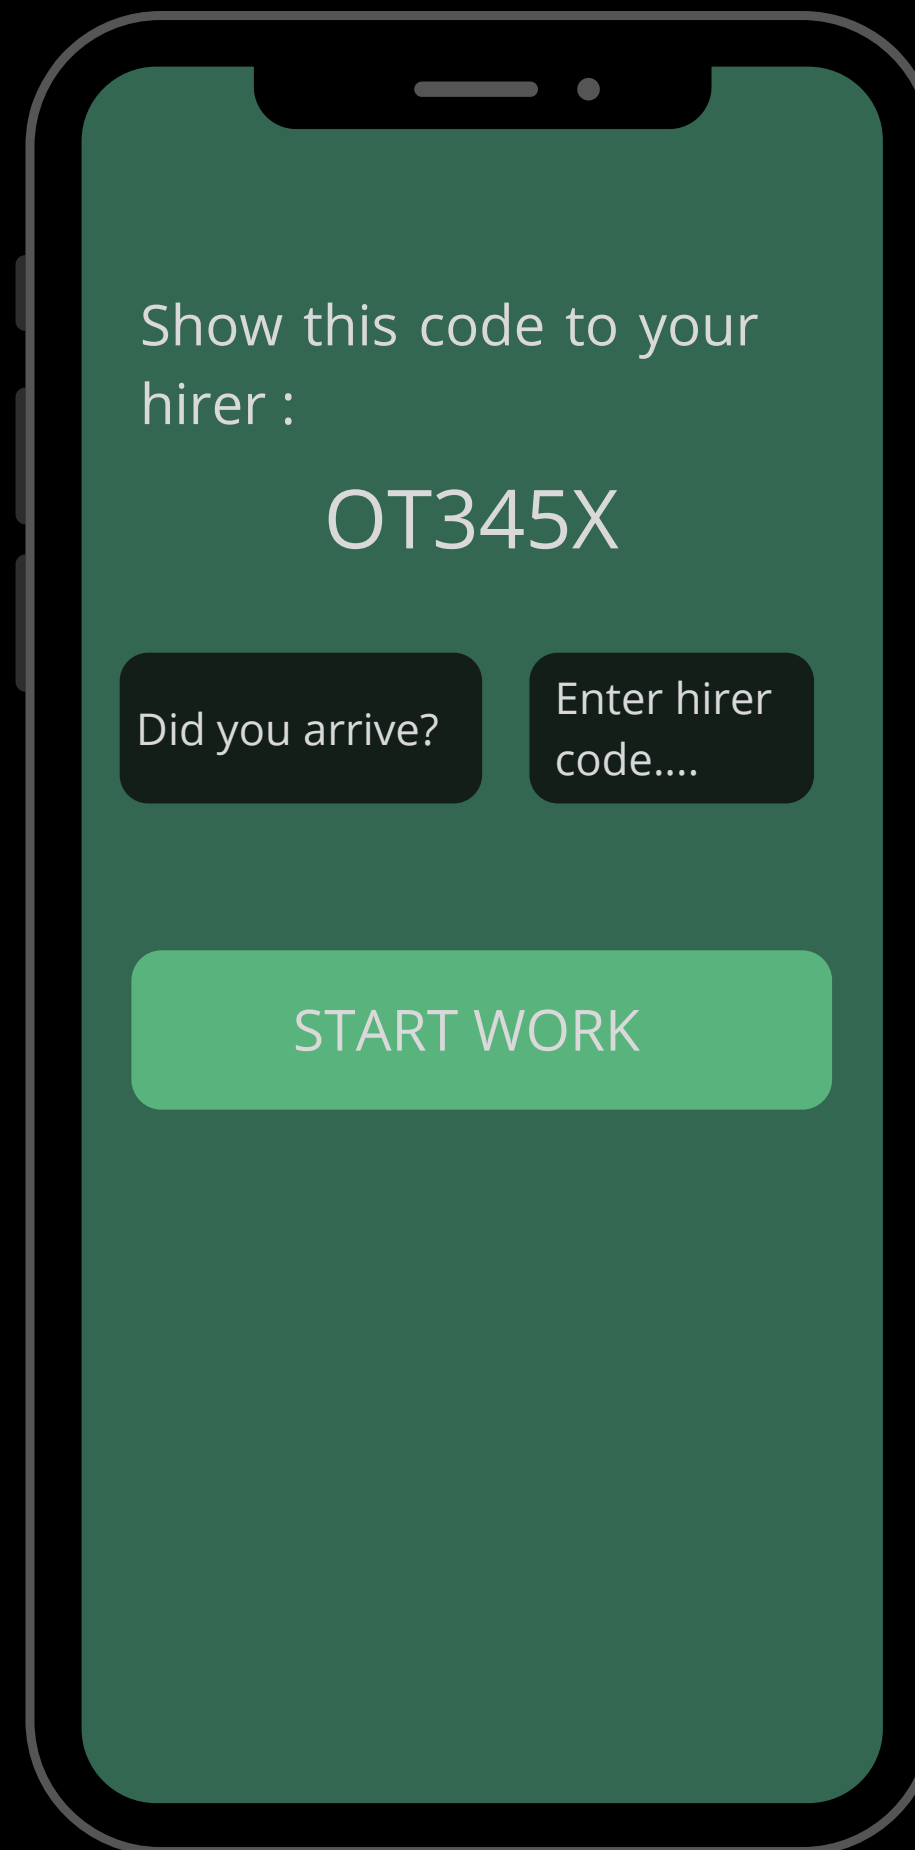 Show this code to your
hirer :
OT345X
Did you arrive?
Enter hirer
code....
START WORK